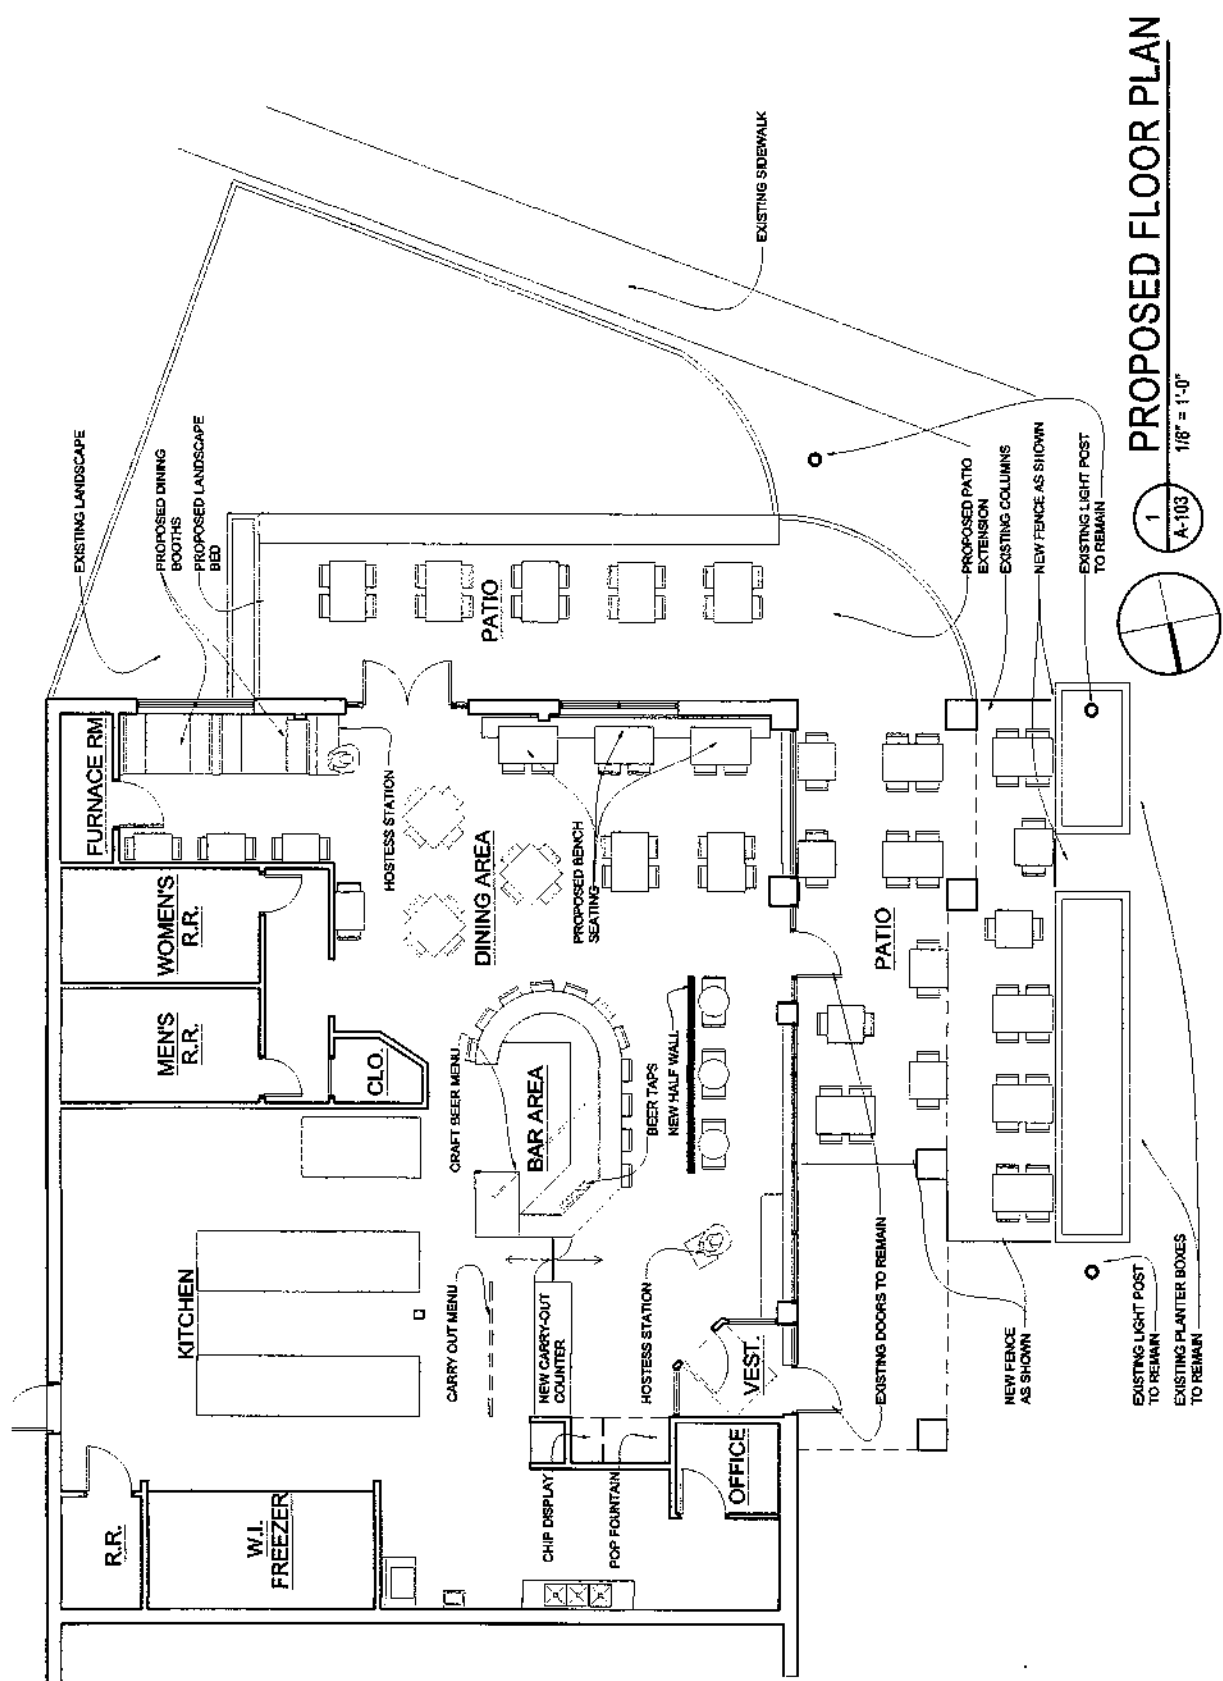 EXISTING LANDSCAPE
PROPOSED DINING
BOOTHS
PROPOSED LANDSCAPE
BED
EXISTING SIDEWALK
FURNACE RM
HOSTESS STATION
PATIO
WOMEN'S
R.R.
MEN'S
R.R.
CLO.
DINING AREA
PROPOSED BENCH
SEATING
CRAFT BEER MENU
BAR AREA
BEER TAPS
NEW HALF WALL
PATIO
PROPOSED PATIO
EXTENSION
EXISTING COLUMNS
NEW FENCE AS SHOWN
EXISTING LIGHT POST
TO REMAIN
KITCHEN
CARRY OUT MENU
NEW CARRY-OUT
COUNTER
HOSTESS STATION
VEST.
EXISTING DOORS TO REMAIN
NEW FENCE
AS SHOWN
EXISTING LIGHT POST
TO REMAIN
EXISTING PLANTER BOXES
TO REMAIN
R.R.
W.I.
FREEZER
CHIP DISPLAY
POP FOUNTAIN
OFFICE
1
A-103
PROPOSED FLOOR PLAN
1/8" = 1'-0"